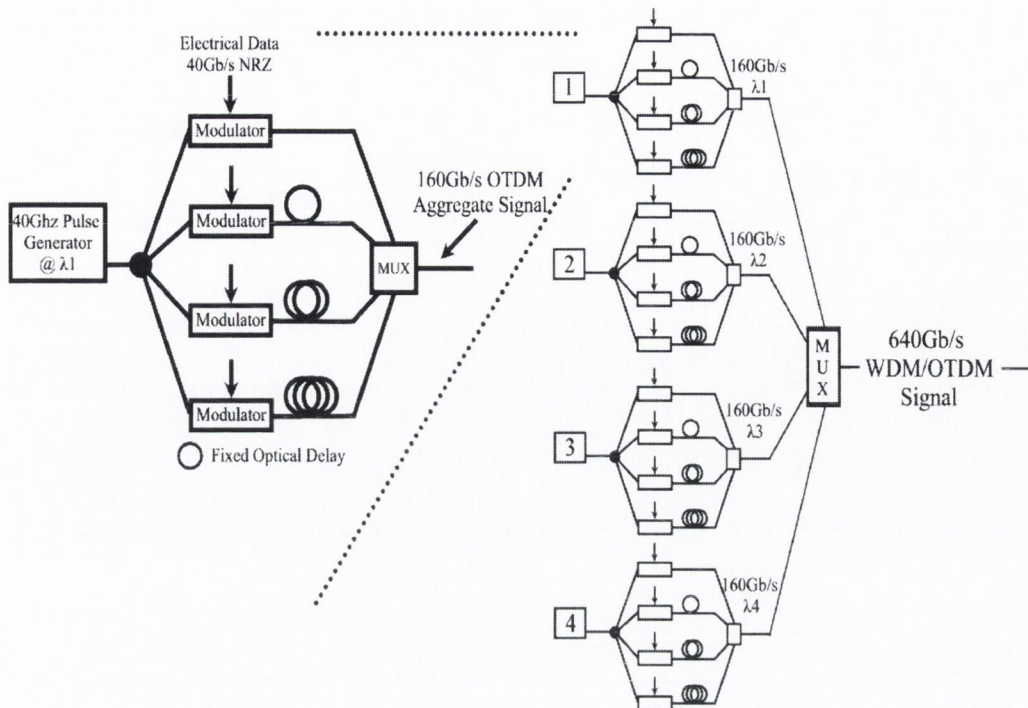 Electrical Data
40Gb/s NRZ
Modulator
Modulator
Modulator
Modulator
40Ghz Pulse
Generator
@ λ1
MUX
160Gb/s OTDM
Aggregate Signal
Fixed Optical Delay
1
160Gb/s
λ1
2
160Gb/s
λ2
3
160Gb/s
λ3
4
160Gb/s
λ4
MUX
640Gb/s
WDM/OTDM
Signal